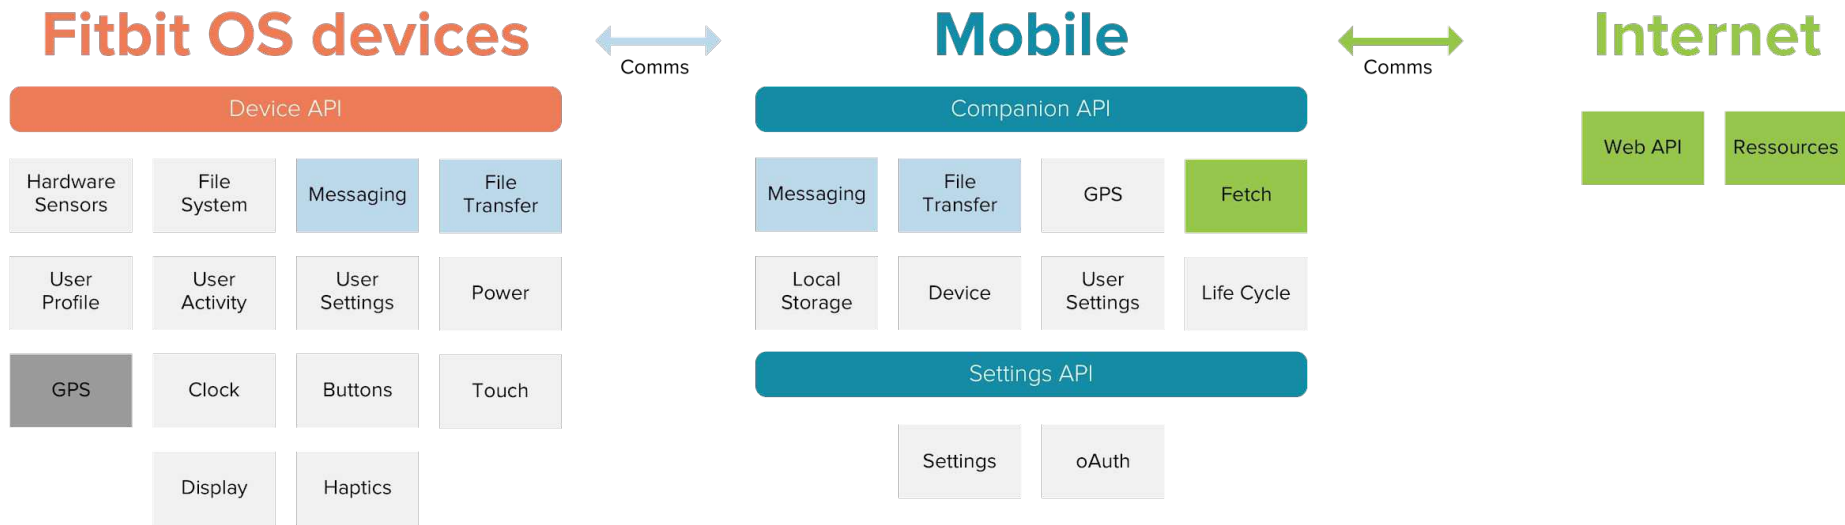 Fitbit OS devices
Comms
Mobile
Comms
Internet
Device API
Hardware
Sensors
File
System
Messaging
File
Transfer
User
Profile
User
Activity
User
Settings
Power
GPS
Clock
Buttons
Touch
Display
Haptics
Companion API
Messaging
File
Transfer
GPS
Fetch
Local
Storage
Device
User
Settings
Life Cycle
Settings API
Settings
oAuth
Web API
Ressources